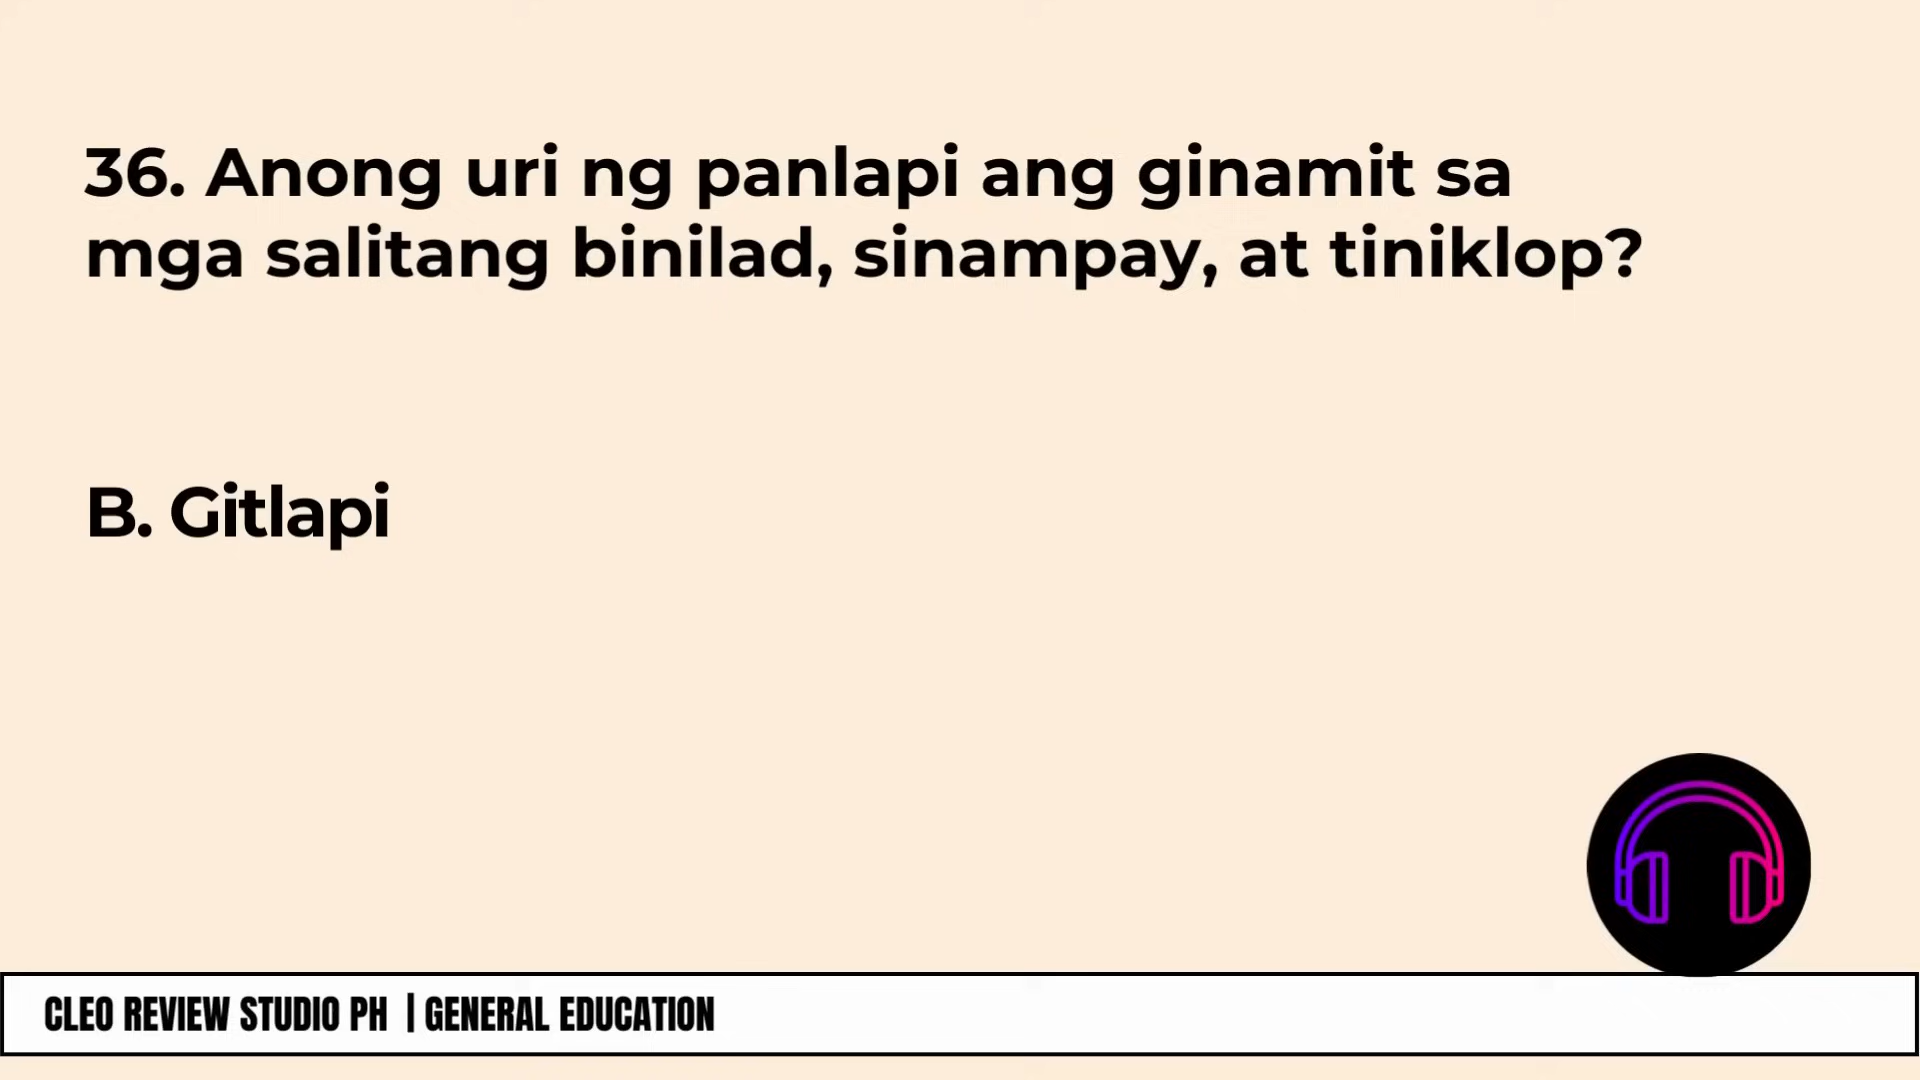 36. Anong uri ng panlapi ang ginamit sa
mga salitang binilad, sinampay, at tiniklop?
B. Gitlapi
CLEO REVIEW STUDIO PH | GENERAL EDUCATION